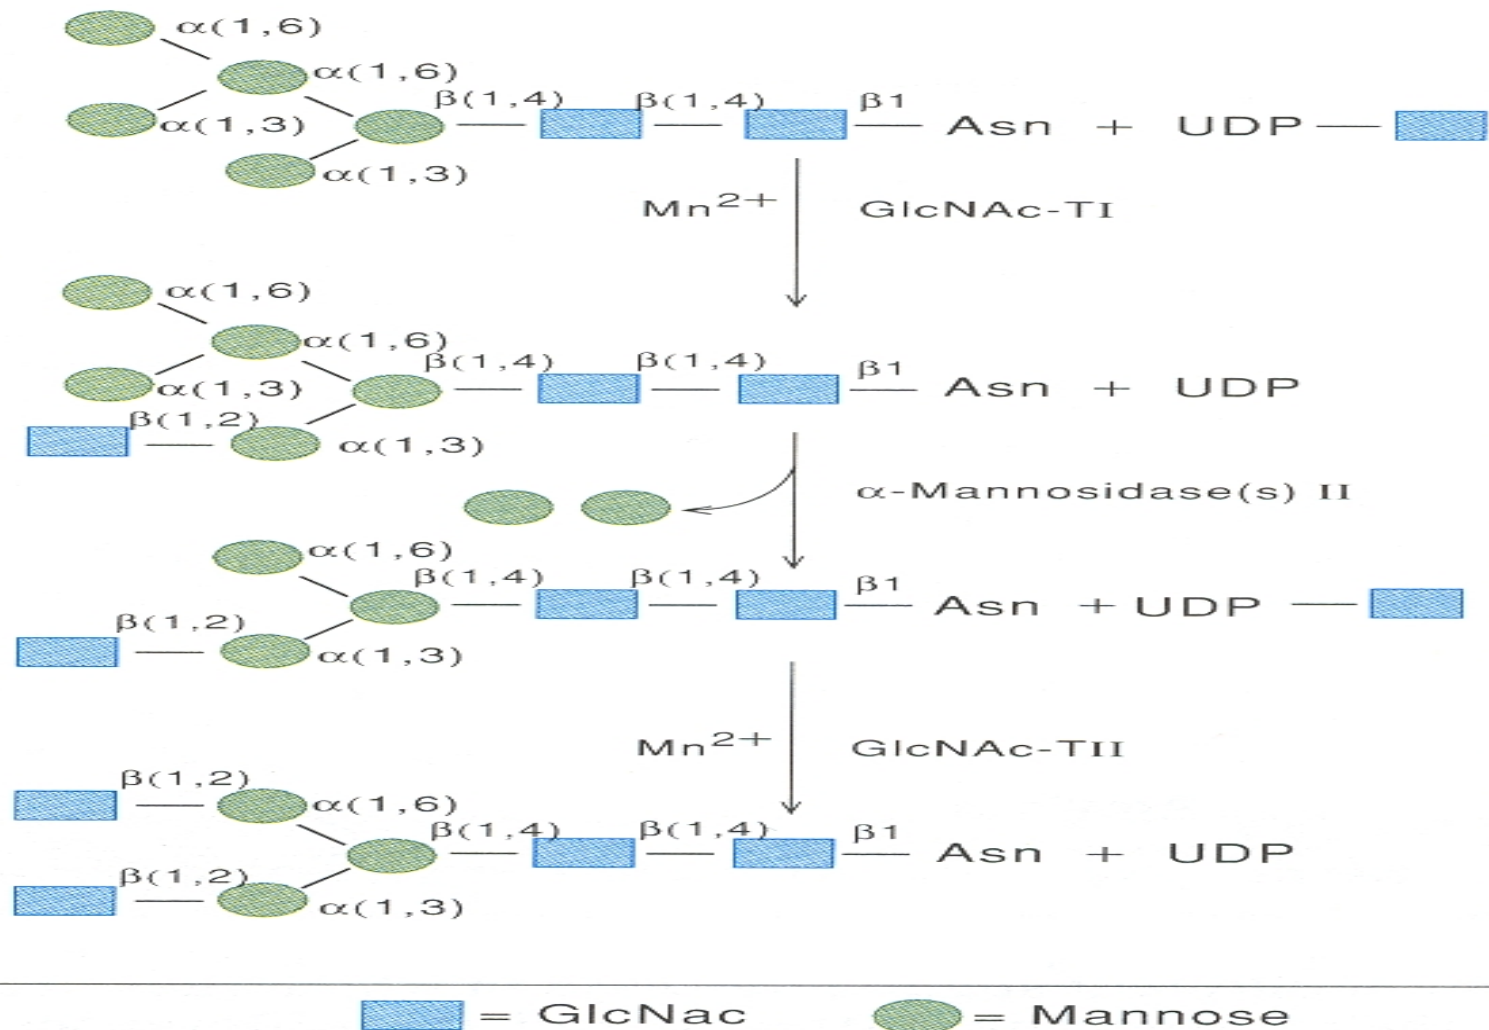 α(1,6)
α(1,6)
β(1,4) β(1,4) β1
α(1,3) Asn + UDP
α(1,3)
Mn2+ GlcNAc-TI
α(1,6)
α(1,6)
β(1,4) β(1,4) β1
α(1,3) Asn + UDP
β(1,2)
α(1,3)
α-Mannosidase(s) II
α(1,6)
β(1,4) β(1,4) β1
Asn + UDP
β(1,2)
α(1,3)
Mn2+ GlcNAc-TII
β(1,2)
α(1,6)
β(1,4) β(1,4) β1
Asn + UDP
β(1,2)
α(1,3)
= GlcNac = Mannose